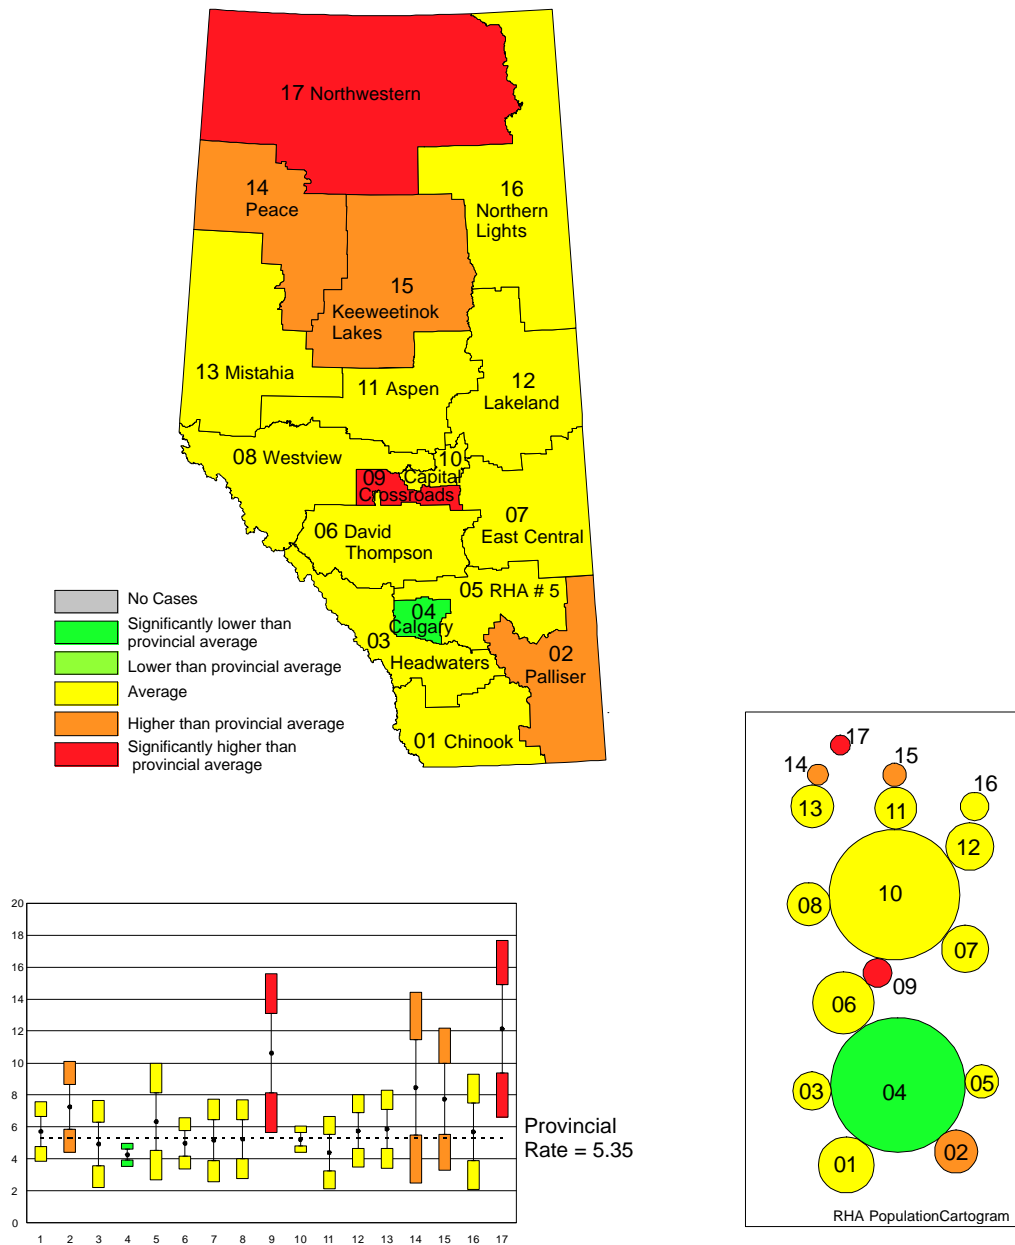 17 Northwestern
14
Peace
16
Northern
Lights
15
Keeweetinok
Lakes
13 Mistahia
11 Aspen
12
Lakeland
08 Westview
10
Capital
09
Crossroads
07
East Central
06 David
Thompson
05 RHA # 5
04
Calgary
03
Headwaters
02
Palliser
01 Chinook
No Cases
Significantly lower than
provincial average
Lower than provincial average
Average
Higher than provincial average
Significantly higher than
provincial average
17
14
15
16
13
11
12
10
08
07
09
06
05
03
04
02
01
RHA PopulationCartogram
20
18
16
14
12
10
8
6
4
2
0
1 2 3 4 5 6 7 8 9 10 11 12 13 14 15 16 17
Provincial
Rate = 5.35